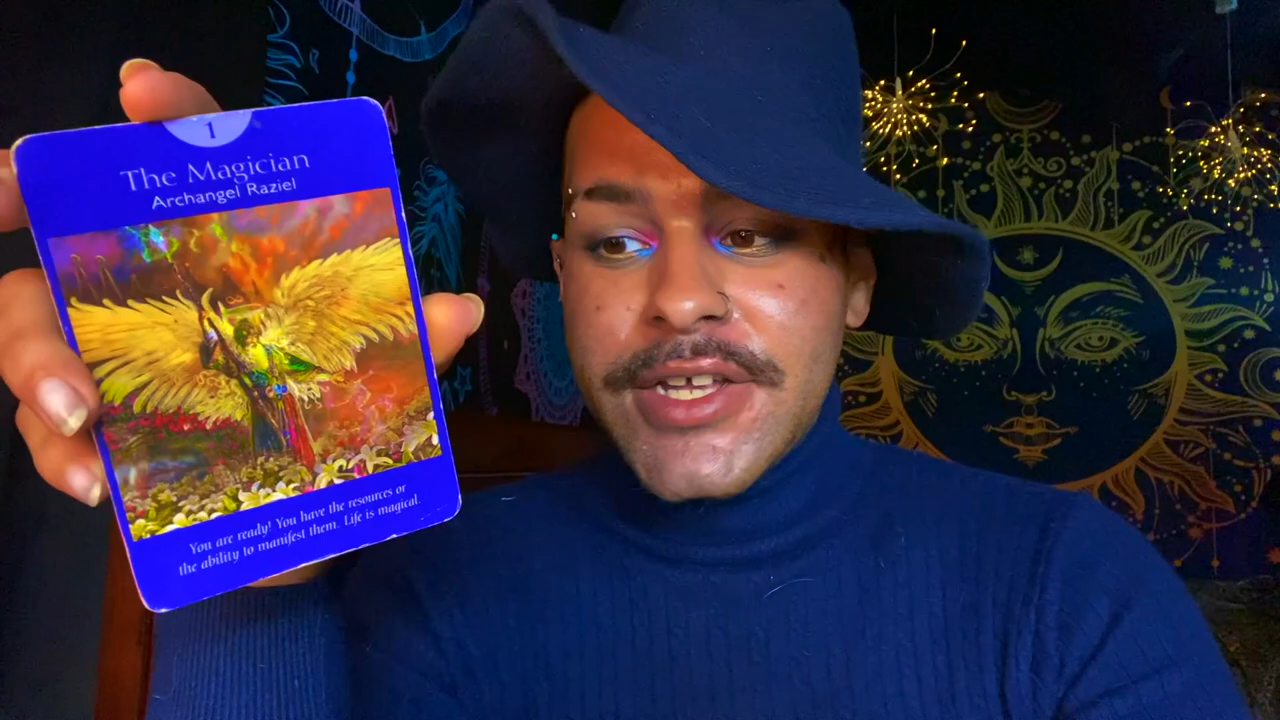 1
The Magician
Archangel Raziel
You are ready! You have the resources or
the ability to manifest them. Life is magical.